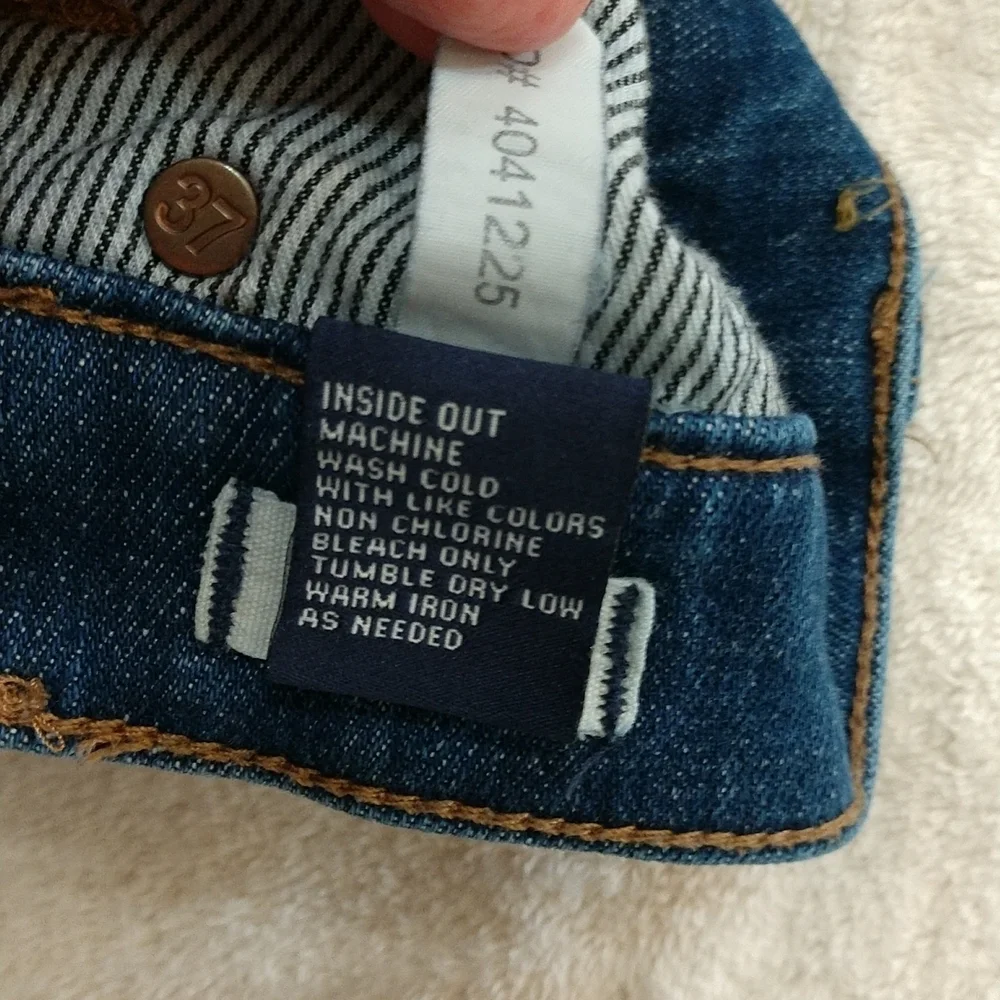 # 4041225
37
INSIDE OUT
MACHINE
WASH COLD
WITH LIKE COLORS
NON CHLORINE
BLEACH ONLY
TUMBLE DRY LOW
WARM IRON
AS NEEDED